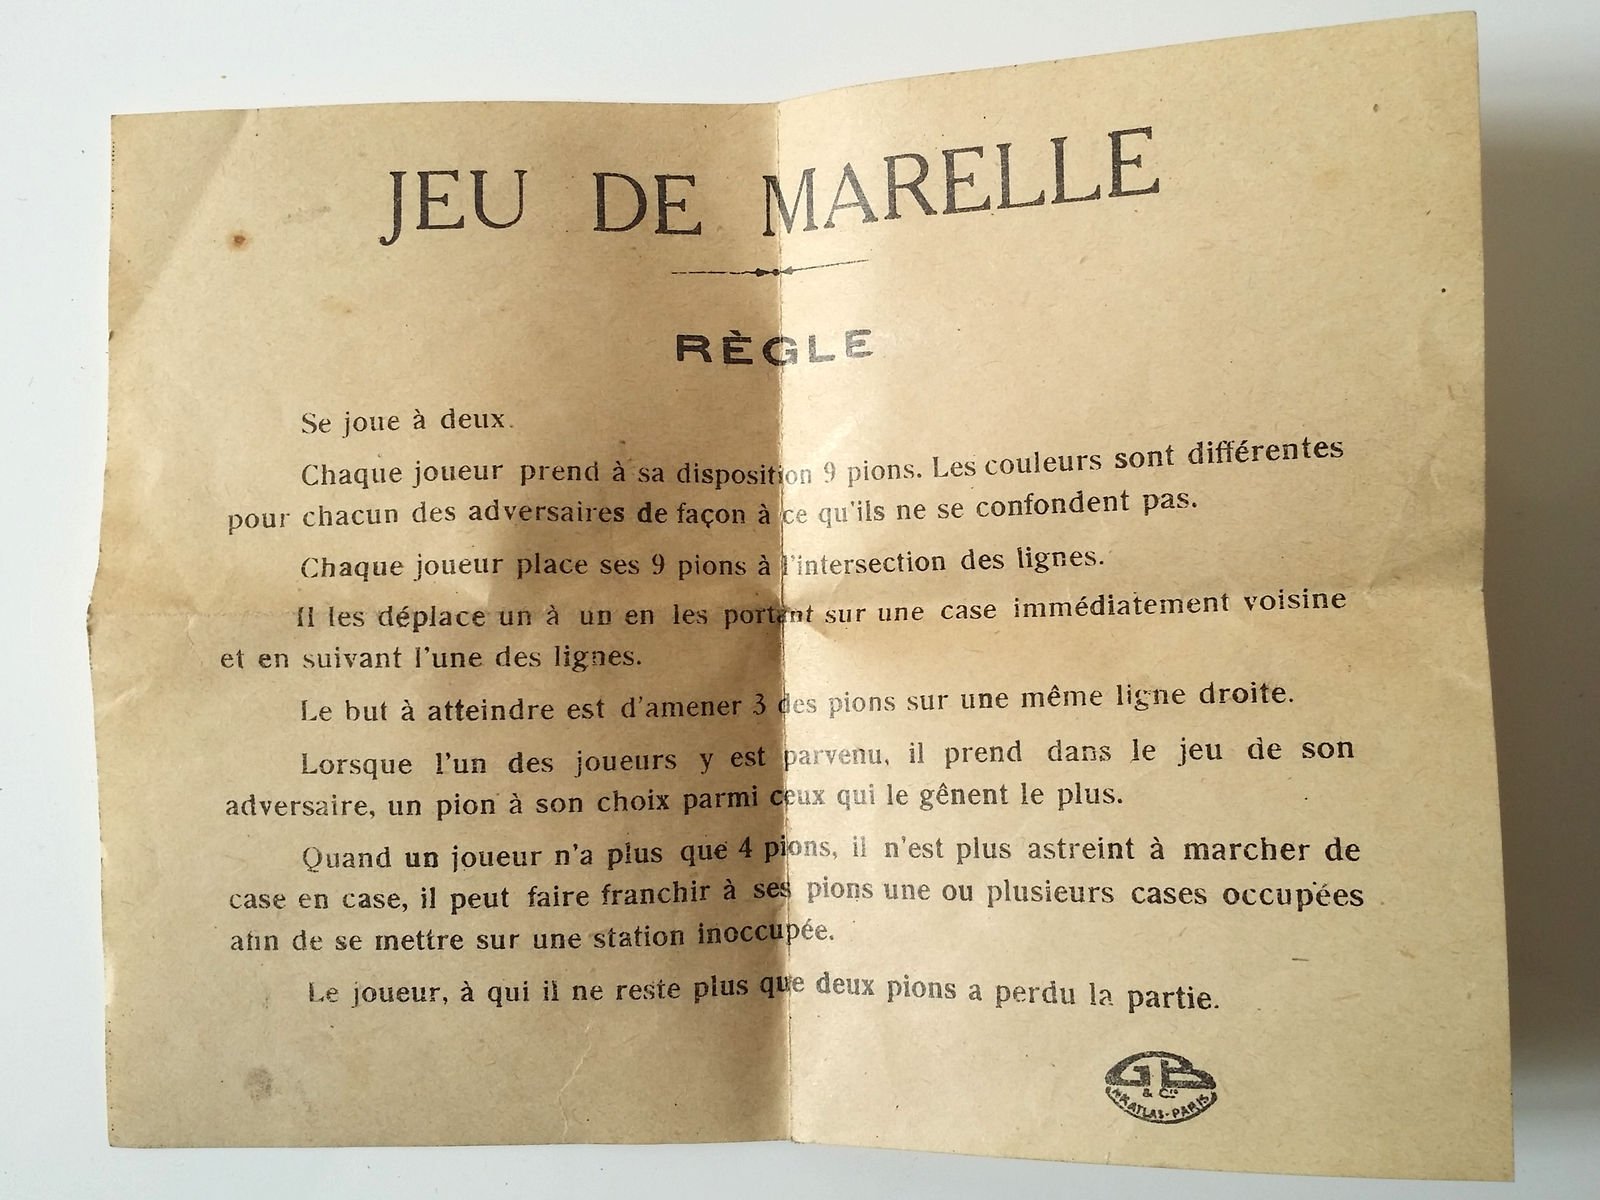 JEU DE MARELLE
RÈGLE
Se joue à deux.
Chaque joueur prend à sa disposition 9 pions. Les couleurs sont différentes
pour chacun des adversaires de façon à ce qu'ils ne se confondent pas.
Chaque joueur place ses 9 pions à l'intersection des lignes.
Il les déplace un à un en les portant sur une case immédiatement voisine
et en suivant l'une des lignes.
Le but à atteindre est d'amener 3 des pions sur une même ligne droite.
Lorsque l'un des joueurs y est parvenu, il prend dans le jeu de son
adversaire, un pion à son choix parmi ceux qui le gênent le plus.
Quand un joueur n'a plus que 4 pions, il n'est plus astreint à marcher de
case en case, il peut faire franchir à ses pions une ou plusieurs cases occupées
afin de se mettre sur une station inoccupée.
Le joueur, à qui il ne reste plus que deux pions a perdu la partie.
GB
& Cie
MR ATLAS-PARIS